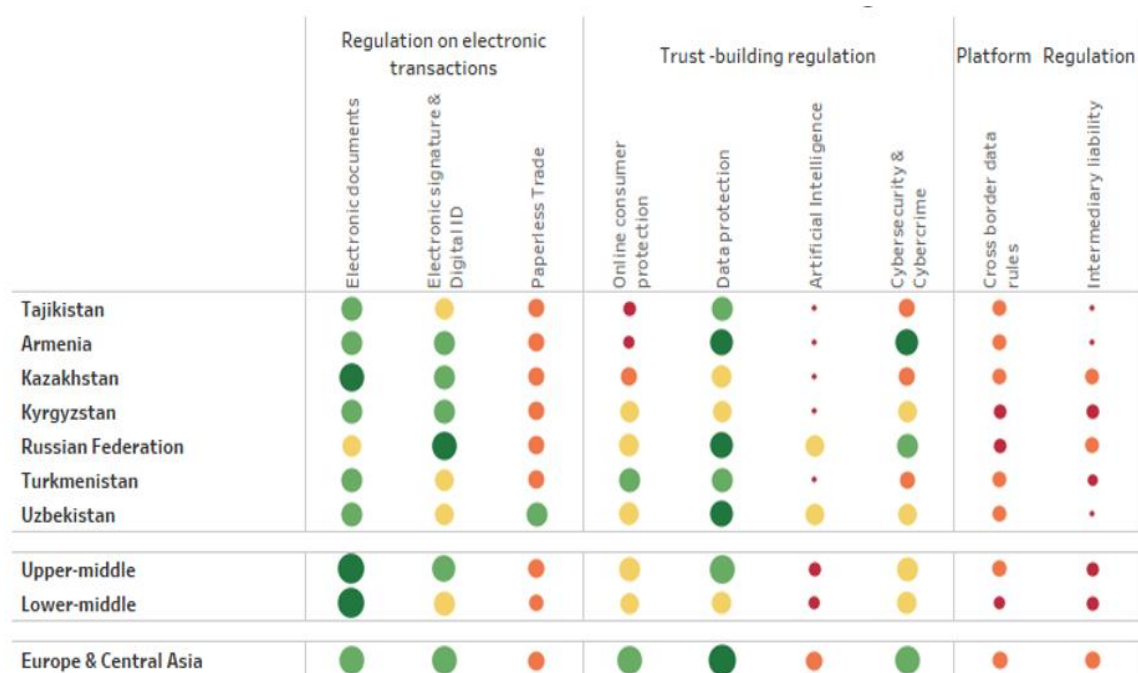 Regulation on electronic
transactions
Trust -building regulation
Platform Regulation
Electronic documents
Electronic signature &
Digital ID
Paperless Trade
Online consumer
protection
Data protection
Artificial Intelligence
Cybersecurity &
Cybercrime
Cross border data
rules
Intermediary liability
Tajikistan
Armenia
Kazakhstan
Kyrgyzstan
Russian Federation
Turkmenistan
Uzbekistan
Upper-middle
Lower-middle
Europe & Central Asia